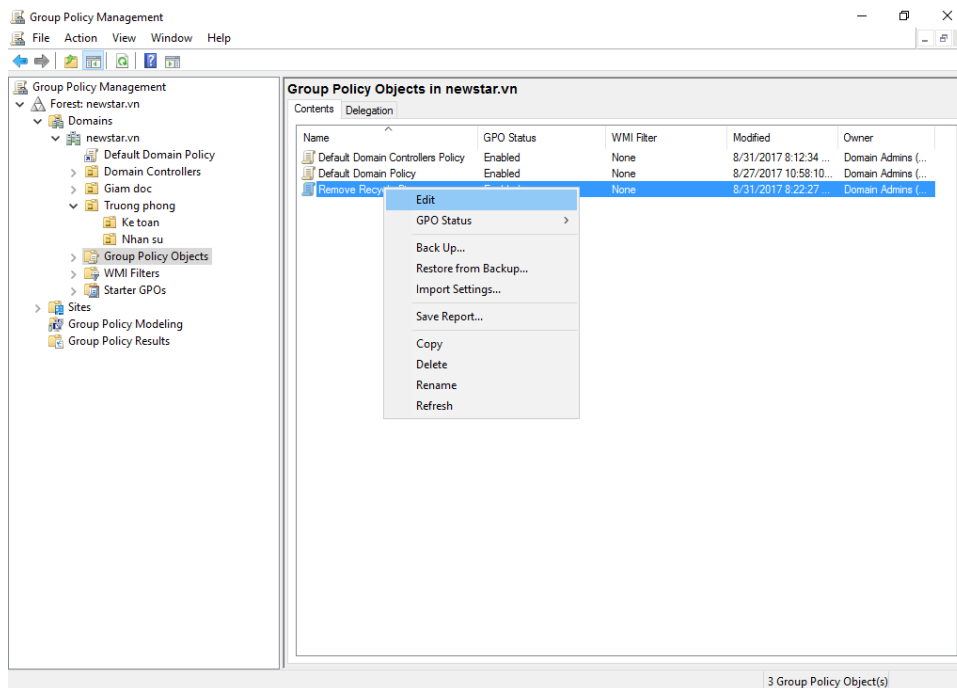 Group Policy Management
File Action View Window Help
Group Policy Management
Forest: newstar.vn
Domains
newstar.vn
Default Domain Policy
Domain Controllers
Giam doc
Truong phong
Ke toan
Nhan su
Group Policy Objects
WMI Filters
Starter GPOs
Sites
Group Policy Modeling
Group Policy Results
Group Policy Objects in newstar.vn
Contents Delegation
Name GPO Status WMI Filter Modified Owner
Default Domain Controllers Policy Enabled None 8/31/2017 8:12:34 ... Domain Admins (...
Default Domain Policy Enabled None 8/27/2017 10:58:10... Domain Admins (...
Remove None 8/31/2017 8:22:27 ... Domain Admins (...
Edit
GPO Status
Back Up...
Restore from Backup...
Import Settings...
Save Report...
Copy
Delete
Rename
Refresh
3 Group Policy Object(s)